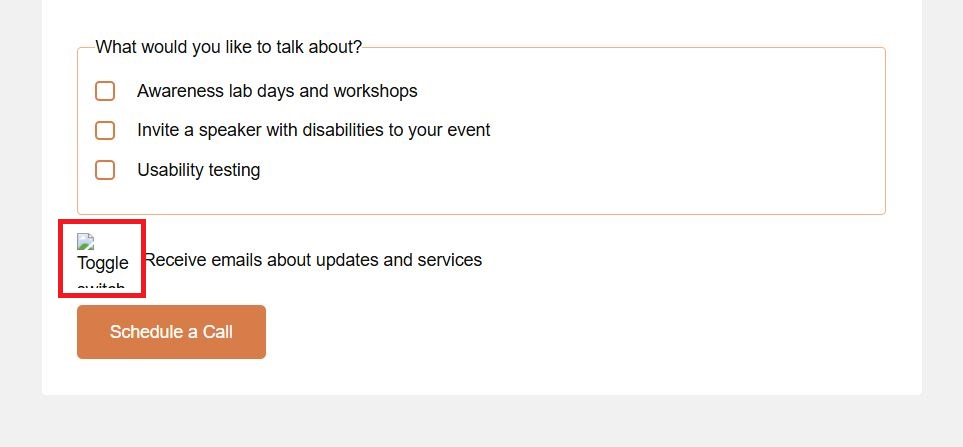 What would you like to talk about?
Awareness lab days and workshops
Invite a speaker with disabilities to your event
Usability testing
Toggle
switch
Receive emails about updates and services
Schedule a Call